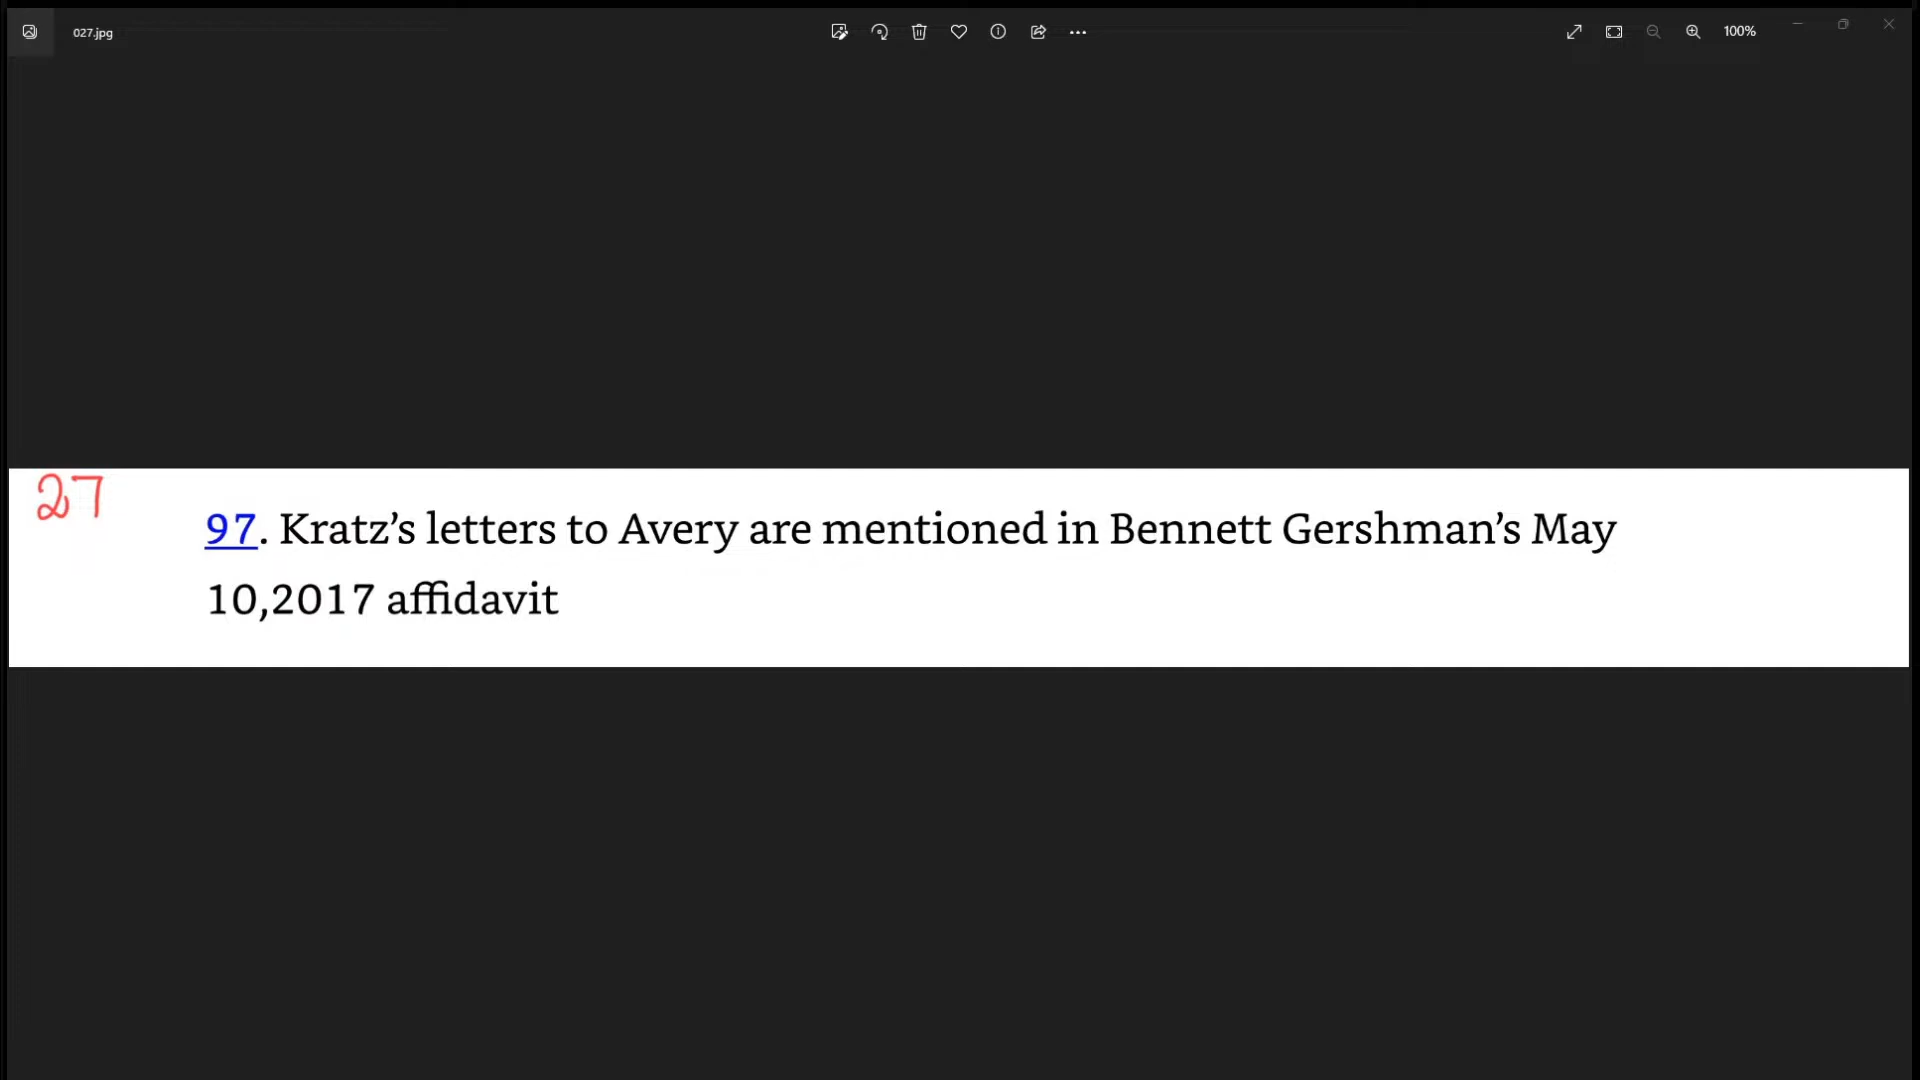 027.jpg
100%
27
97. Kratz’s letters to Avery are mentioned in Bennett Gershman’s May
10,2017 affidavit